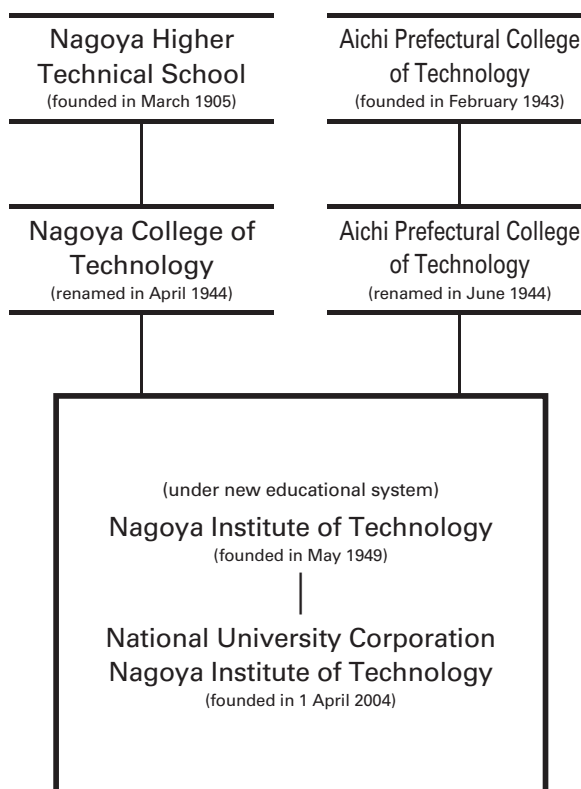 Nagoya Higher
Technical School
(founded in March 1905)
Aichi Prefectural College
of Technology
(founded in February 1943)
Nagoya College of
Technology
(renamed in April 1944)
Aichi Prefectural College
of Technology
(renamed in June 1944)
(under new educational system)
Nagoya Institute of Technology
(founded in May 1949)
National University Corporation
Nagoya Institute of Technology
(founded in 1 April 2004)